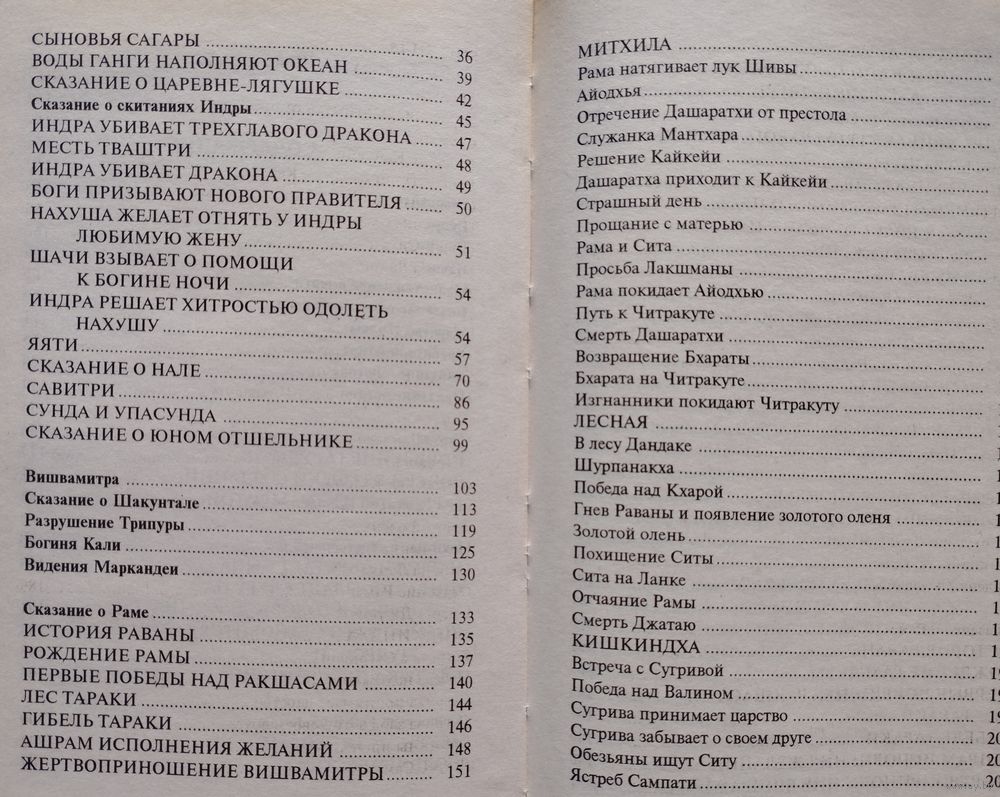 СЫНОВЬЯ САГАРЫ ........ 36
ВОДЫ ГАНГИ НАПОЛНЯЮТ ОКЕАН ........ 39
СКАЗАНИЕ О ЦАРЕВНЕ-ЛЯГУШКЕ ........ 42
Сказание о скитаниях Индры ........ 45
ИНДРА УБИВАЕТ ТРЕХГЛАВОГО ДРАКОНА ........ 47
МЕСТЬ ТВАШТРИ ........ 48
ИНДРА УБИВАЕТ ДРАКОНА ........ 49
БОГИ ПРИЗЫВАЮТ НОВОГО ПРАВИТЕЛЯ ........ 50
НАХУША ЖЕЛАЕТ ОТНЯТЬ У ИНДРЫ
ЛЮБИМУЮ ЖЕНУ ........ 51
ШАЧИ ВЗЫВАЕТ О ПОМОЩИ
К БОГИНЕ НОЧИ ........ 54
ИНДРА РЕШАЕТ ХИТРОСТЬЮ ОДОЛЕТЬ
НАХУШУ ........ 54
ЯЯТИ ........ 57
СКАЗАНИЕ О НАЛЕ ........ 70
САВИТРИ ........ 86
СУНДА И УПАСУНДА ........ 95
СКАЗАНИЕ О ЮНОМ ОТШЕЛЬНИКЕ ........ 99
Вишвамитра ........ 103
Сказание о Шакунтале ........ 113
Разрушение Трипуры ........ 119
Богиня Кали ........ 125
Видения Маркандеи ........ 130
Сказание о Раме ........ 133
ИСТОРИЯ РАВАНЫ ........ 135
РОЖДЕНИЕ РАМЫ ........ 137
ПЕРВЫЕ ПОБЕДЫ НАД РАКШАСАМИ ........ 140
ЛЕС ТАРАКИ ........ 144
ГИБЕЛЬ ТАРАКИ ........ 146
АШРАМ ИСПОЛНЕНИЯ ЖЕЛАНИЙ ........ 148
ЖЕРТВОПРИНОШЕНИЕ ВИШВАМИТРЫ ........ 151
МИТХИЛА ........
Рама натягивает лук Шивы ........
Айодхья ........
Отречение Дашаратхи от престола ........
Служанка Мантхара ........
Решение Кайкейи ........
Дашаратха приходит к Кайкейи ........
Страшный день ........
Прощание с матерью ........
Рама и Сита ........
Просьба Лакшманы ........
Рама покидает Айодхью ........
Путь к Читракуте ........
Смерть Дашаратхи ........
Возвращение Бхараты ........
Бхарата на Читракуте ........
Изгнанники покидают Читракуту ........
ЛЕСНАЯ ........
В лесу Дандаке ........
Шурпанакха ........
Победа над Кхарой ........
Гнев Раваны и появление золотого оленя ........
Золотой олень ........
Похищение Ситы ........
Сита на Ланке ........
Отчаяние Рамы ........
Смерть Джатаю ........
КИШКИНДХА ........
Встреча с Сугривой ........
Победа над Валином ........
Сугрива принимает царство ........
Сугрива забывает о своем друге ........
Обезьяны ищут Ситу ........
Ястреб Сампати ........